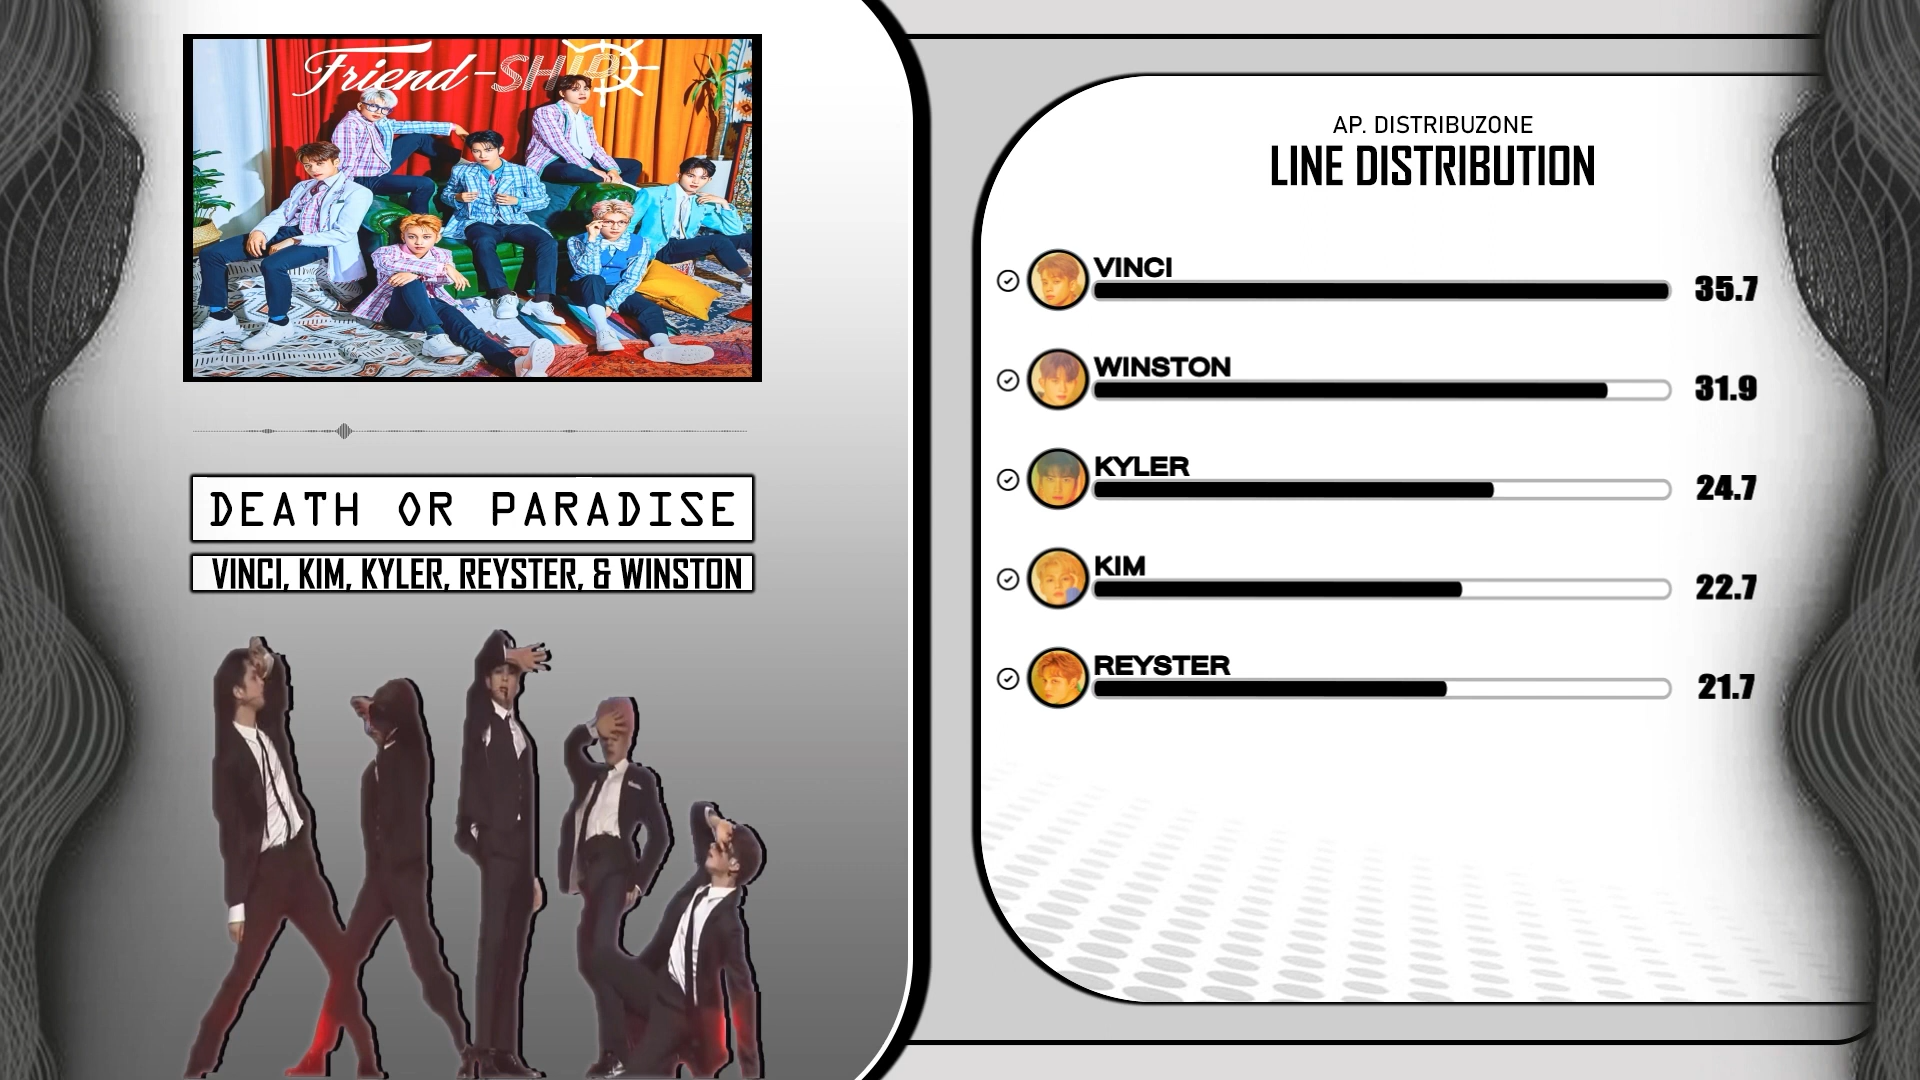 Friend-SHIP
DEATH OR PARADISE
VINCI, KIM, KYLER, REYSTER, & WINSTON
AP. DISTRIBUZONE
LINE DISTRIBUTION
VINCI
35.7
WINSTON
31.9
KYLER
24.7
KIM
22.7
REYSTER
21.7